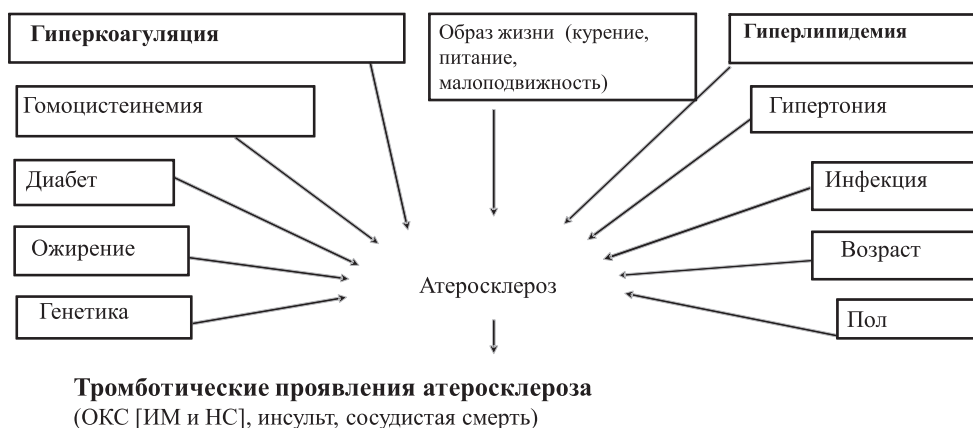 Гиперкоагуляция
Образ жизни (курение,
питание,
малоподвижность)
Гиперлипидемия
Гомоцистеинемия
Гипертония
Диабет
Инфекция
Ожирение
Возраст
Генетика
Атеросклероз
Пол
Тромботические проявления атеросклероза
(ОКС [ИМ и НС], инсульт, сосудистая смерть)